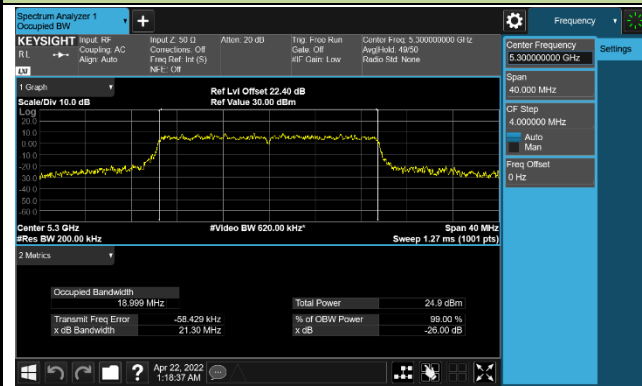 Spectrum Analyzer 1
Occupied BW
Frequency
KEYSIGHT
RL
LXI
Input: RF
Coupling: AC
Align: Auto
Input Z: 50 Ω
Corrections: Off
Freq Ref: Int (S)
NFE: Off
Atten: 20 dB
Trig: Free Run
Gate: Off
#IF Gain: Low
Center Freq: 5.300000000 GHz
Avg|Hold: 49/50
Radio Std: None
1 Graph
Scale/Div 10.0 dB
Ref Lvl Offset 22.40 dB
Ref Value 30.00 dBm
Log
20.0
10.0
0.00
-10.0
-20.0
-30.0
-40.0
-50.0
-60.0
Center 5.3 GHz
#Res BW 200.00 kHz
#Video BW 620.00 kHz*
Span 40 MHz
Sweep 1.27 ms (1001 pts)
2 Metrics
Occupied Bandwidth
18.999 MHz
Transmit Freq Error -58.429 kHz
x dB Bandwidth 21.30 MHz
Total Power 24.9 dBm
% of OBW Power 99.00 %
x dB -26.00 dB
Apr 22, 2022
1:18:37 AM
Center Frequency
5.300000000 GHz
Settings
Span
40.000 MHz
CF Step
4.000000 MHz
Auto
Man
Freq Offset
0 Hz